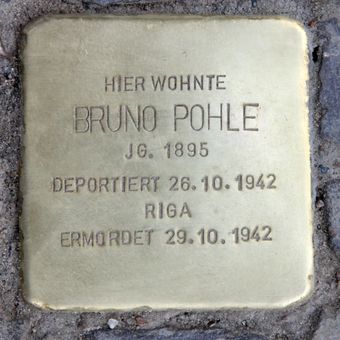 HIER WOHNTE
BRUNO POHLE
JG. 1895
DEPORTIERT 26.10.1942
RIGA
ERMORDET 29.10.1942